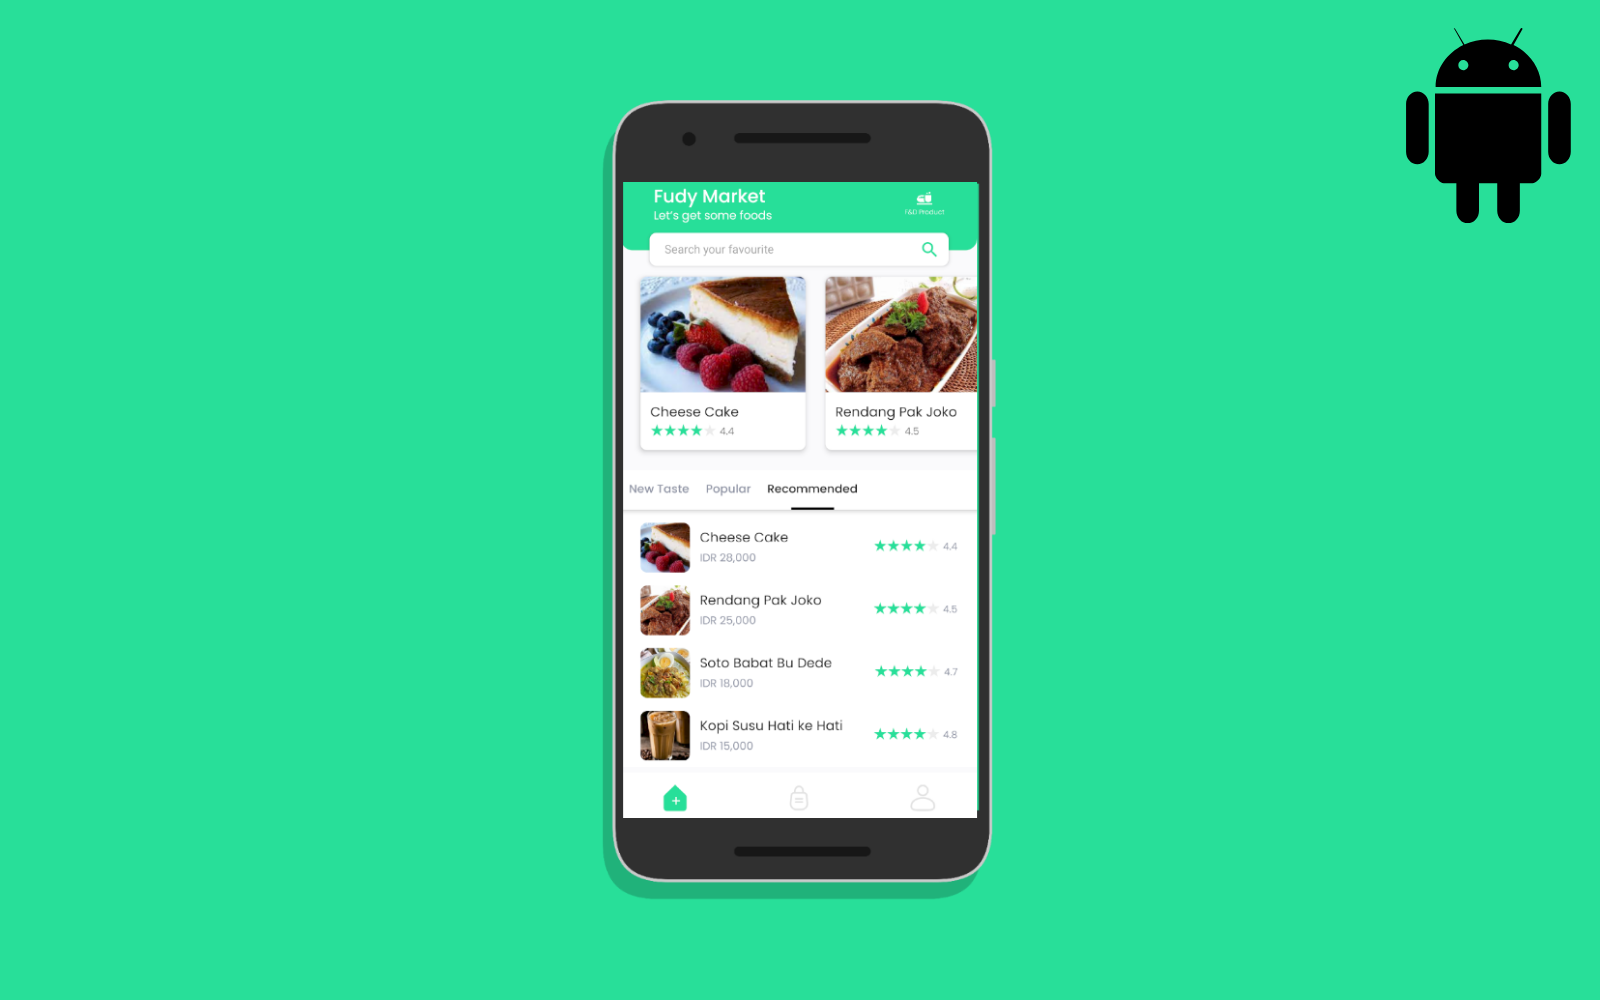 Fudy Market
Let's get some foods
F&D Product
Search your favourite
Cheese Cake
4.4
Rendang Pak Joko
4.5
New Taste Popular Recommended
Cheese Cake
IDR 28,000
4.4
Rendang Pak Joko
IDR 25,000
4.5
Soto Babat Bu Dede
IDR 18,000
4.7
Kopi Susu Hati ke Hati
IDR 15,000
4.8